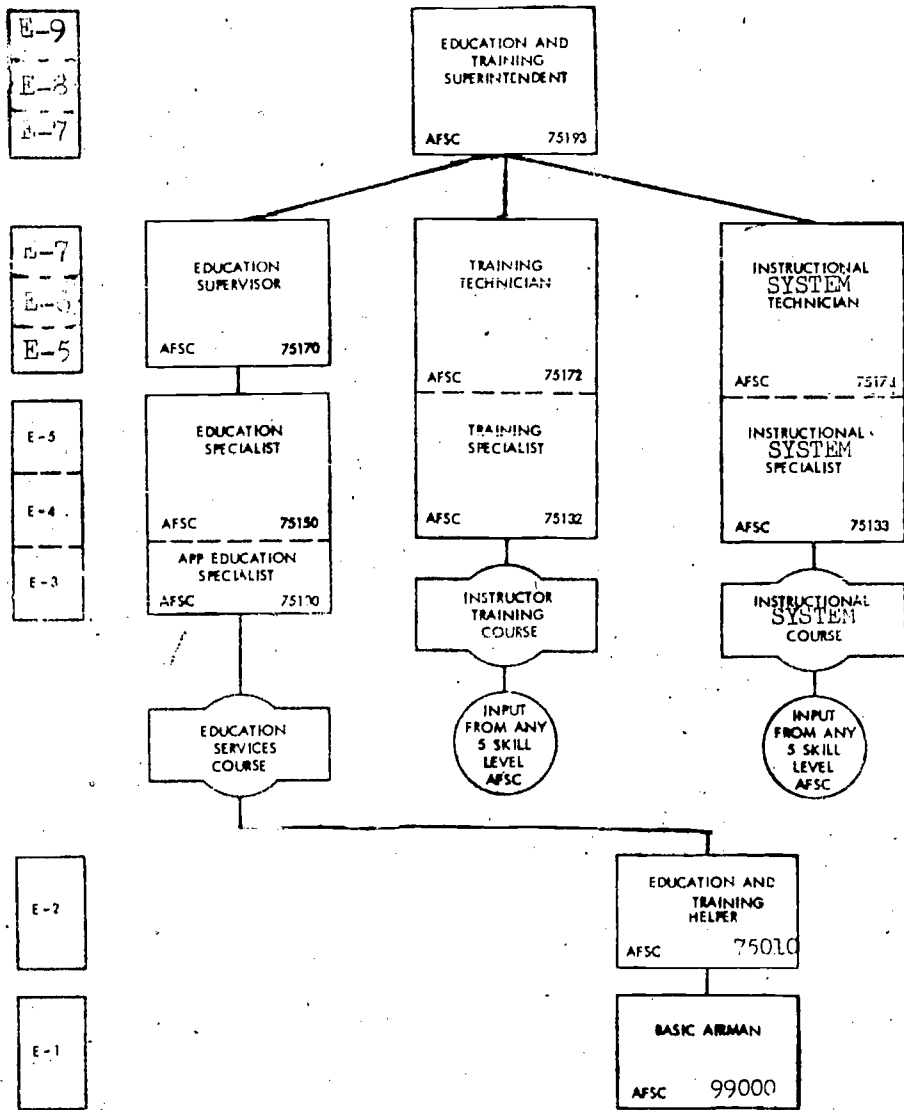 E-9
E-8
E-7
EDUCATION AND
TRAINING
SUPERINTENDENT
AFSC 75193
E-7
E-6
E-5
EDUCATION
SUPERVISOR
AFSC 75170
TRAINING
TECHNICIAN
AFSC 75172
INSTRUCTIONAL
SYSTEM
TECHNICIAN
AFSC
E-5
E-4
E-3
EDUCATION
SPECIALIST
AFSC 75150
APP EDUCATION
SPECIALIST
AFSC
TRAINING
SPECIALIST
AFSC 75132
INSTRUCTIONAL
SYSTEM
SPECIALIST
AFSC 75133
INSTRUCTOR
TRAINING
COURSE
INSTRUCTIONAL
SYSTEM
COURSE
EDUCATION
SERVICES
COURSE
INPUT
FROM ANY
5 SKILL
LEVEL
AFSC
INPUT
FROM ANY
5 SKILL
LEVEL
AFSC
E-2
EDUCATION AND
TRAINING
HELPER
AFSC 75010
E-1
BASIC AIRMAN
AFSC 99000